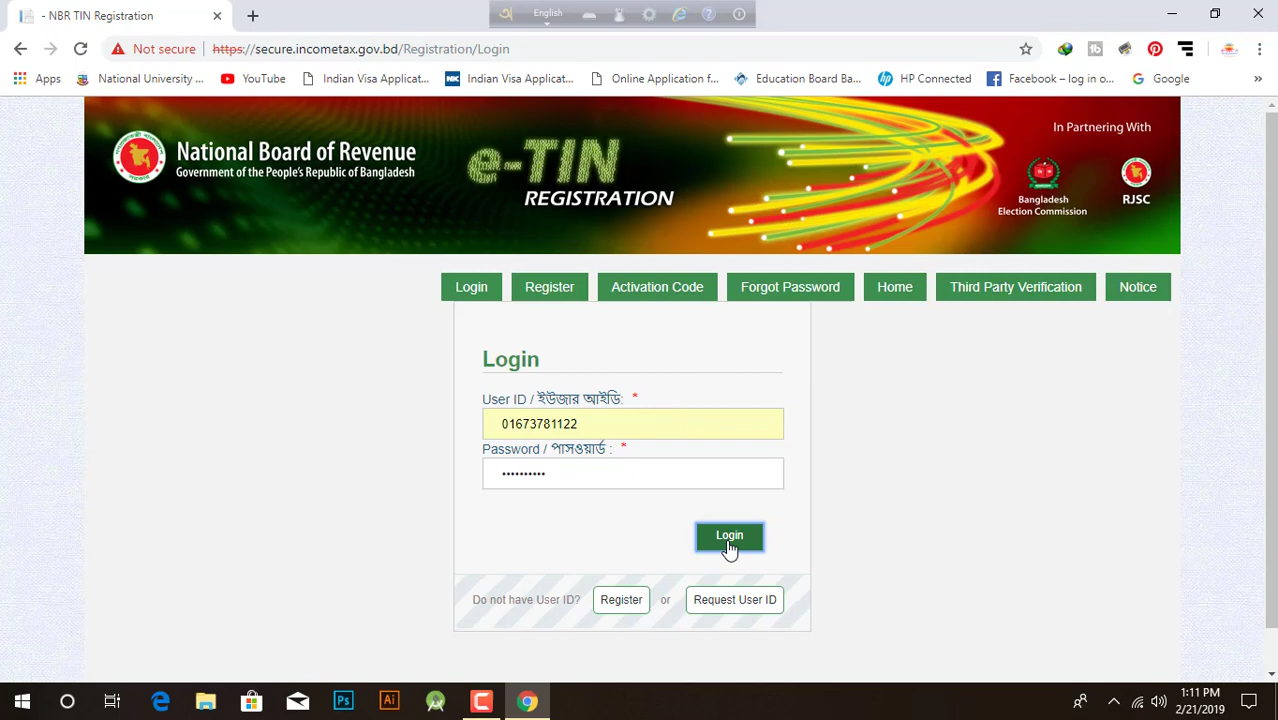 - NBR TIN Registration
English
Not secure
https://secure.incometax.gov.bd/Registration/Login
Apps
National University ...
YouTube
Indian Visa Applicat...
Indian Visa Applicat...
Online Application f...
Education Board Ba...
HP Connected
Facebook – log in o...
Google
National Board of Revenue
Government of the People's Republic of Bangladesh
e-TIN
REGISTRATION
In Partnering With
Bangladesh
Election Commission
RJSC
Login
Register
Activation Code
Forgot Password
Home
Third Party Verification
Notice
Login
User ID / ইউজার আইডি: *
01673781122
Password / পাসওয়ার্ড : *
••••••••••
Login
Do not have User ID? Register or Request User ID
1:11 PM
2/21/2019